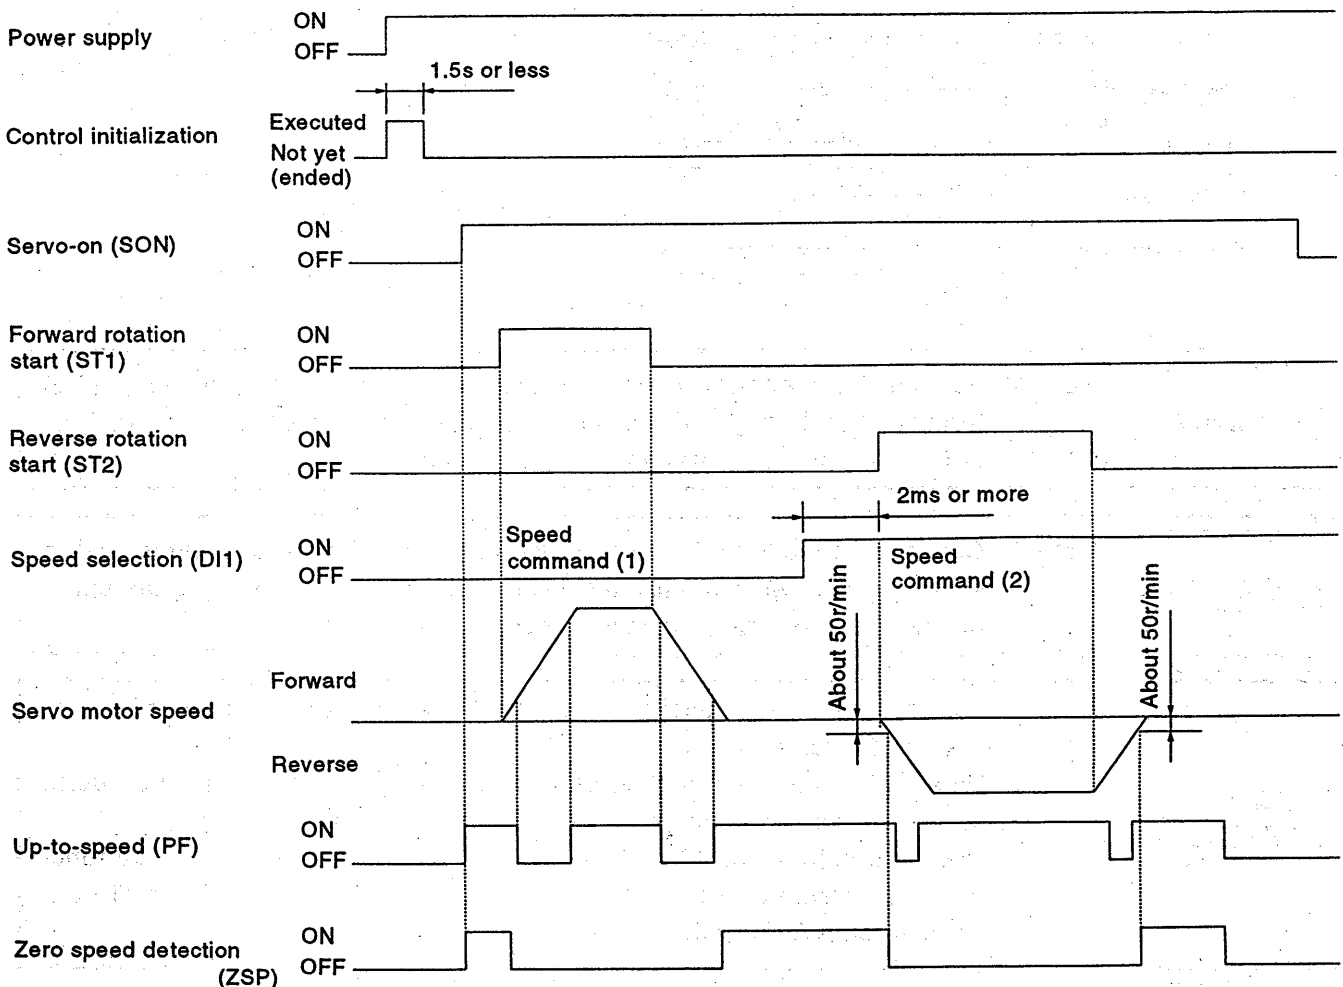 Power supply
ON
OFF
1.5s or less
Control initialization
Executed
Not yet
(ended)
Servo-on (SON)
ON
OFF
Forward rotation
start (ST1)
ON
OFF
Reverse rotation
start (ST2)
ON
OFF
2ms or more
Speed selection (DI1)
ON
OFF
Speed
command (1)
Speed
command (2)
About 50r/min
About 50r/min
Servo motor speed
Forward
Reverse
Up-to-speed (PF)
ON
OFF
Zero speed detection
(ZSP)
ON
OFF